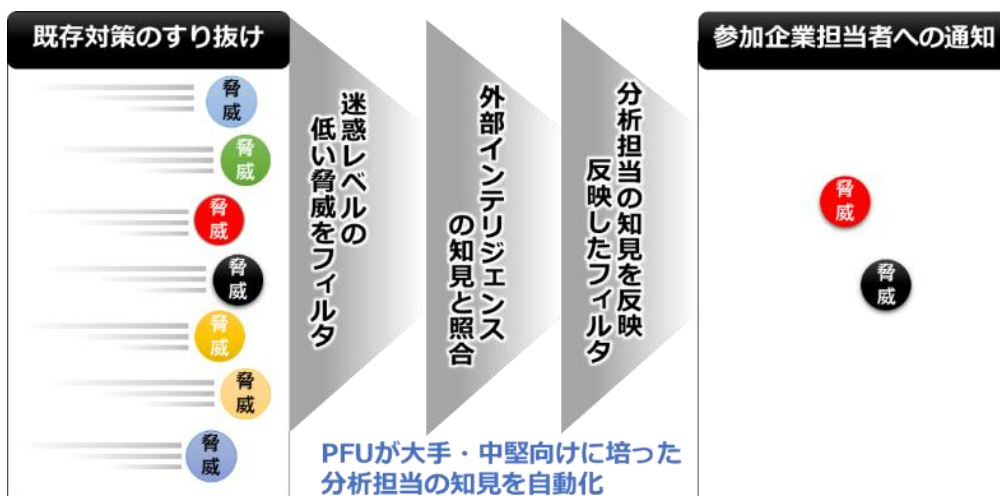 既存対策のすり抜け
脅
威
脅
威
脅
威
脅
威
脅
威
脅
威
脅
威
迷惑レベルの
低い脅威をフィルタ
外部インテリジェンス
の知見と照合
分析担当の知見を反映
反映したフィルタ
PFUが大手・中堅向けに培った
分析担当の知見を自動化
参加企業担当者への通知
脅
威
脅
威